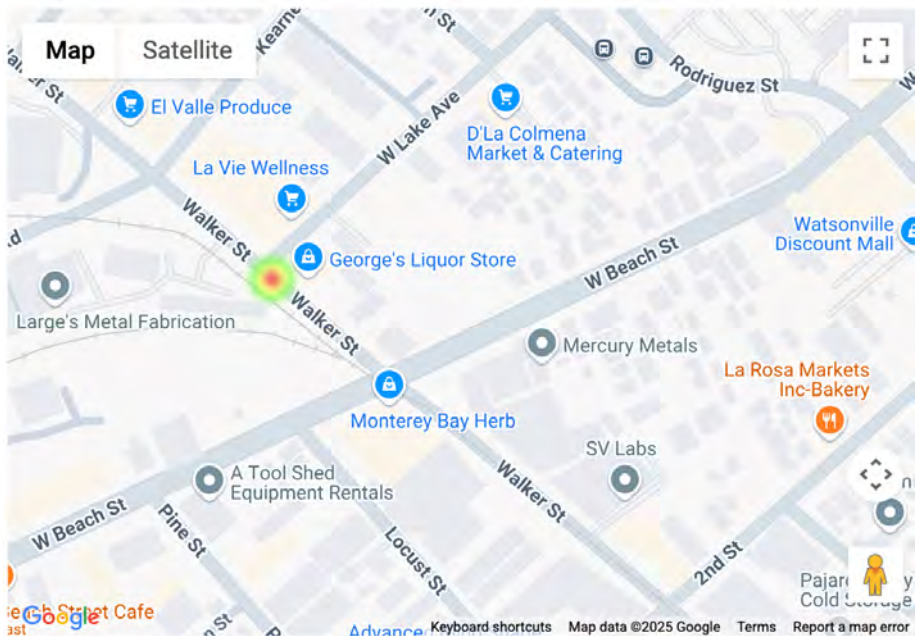 Map
Satellite
Kearne
Rodriguez St
El Valle Produce
W Lake Ave
D'La Colmena
Market & Catering
La Vie Wellness
Walker St
George's Liquor Store
W Beach St
Watsonville
Discount Mall
Large's Metal Fabrication
Walker St
Mercury Metals
La Rosa Markets
Inc-Bakery
Monterey Bay Herb
SV Labs
A Tool Shed
Equipment Rentals
Walker St
W Beach St
Pine St
Locust St
2nd St
Cold Storage
Street Cafe
Google
Keyboard shortcuts
Map data ©2025 Google
Terms
Report a map error